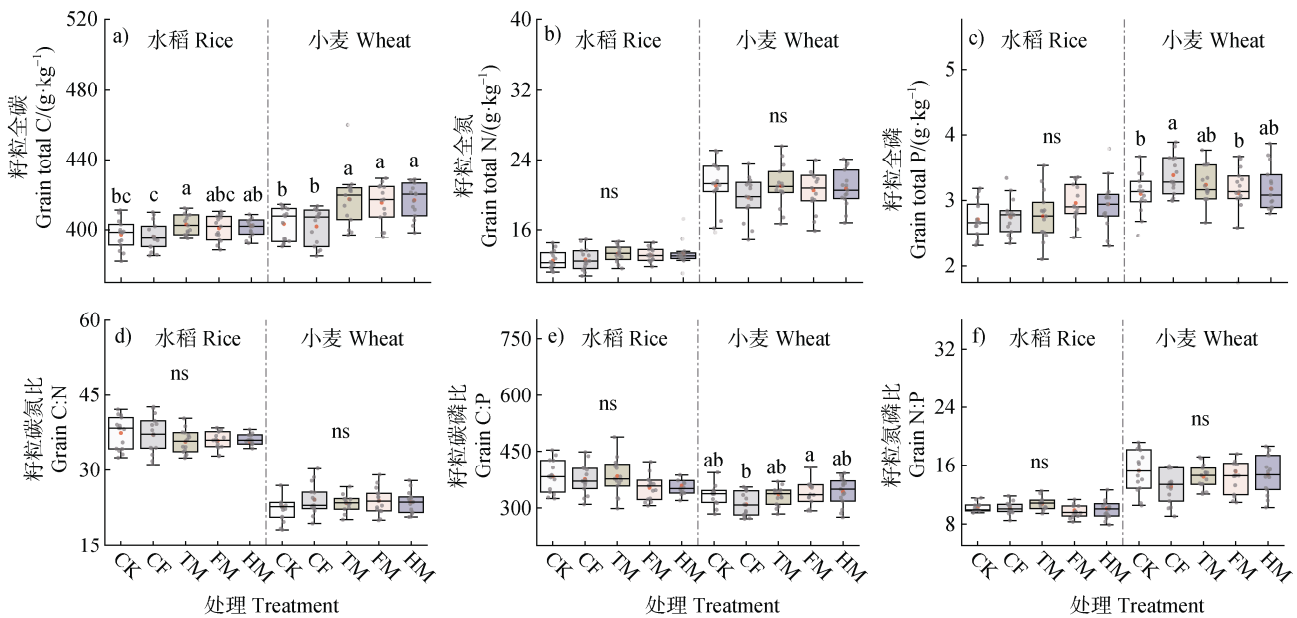 a) 水稻 Rice 小麦 Wheat
520
480
440
400
籽粒全碳
Grain total C/(g·kg⁻¹)
bc c a abc ab b b a a a
b) 水稻 Rice 小麦 Wheat
40
32
24
16
籽粒全氮
Grain total N/(g·kg⁻¹)
ns ns
c) 水稻 Rice 小麦 Wheat
5
4
3
2
籽粒全磷
Grain total P/(g·kg⁻¹)
ns b a ab b ab
d) 水稻 Rice 小麦 Wheat
60
45
30
15
籽粒碳氮比
Grain C:N
ns ns
CK CF TM FM HM CK CF TM FM HM
处理 Treatment
e) 水稻 Rice 小麦 Wheat
750
600
450
300
籽粒碳磷比
Grain C:P
ns ab b ab a ab
CK CF TM FM HM CK CF TM FM HM
处理 Treatment
f) 水稻 Rice 小麦 Wheat
32
24
16
8
籽粒氮磷比
Grain N:P
ns ns
CK CF TM FM HM CK CF TM FM HM
处理 Treatment